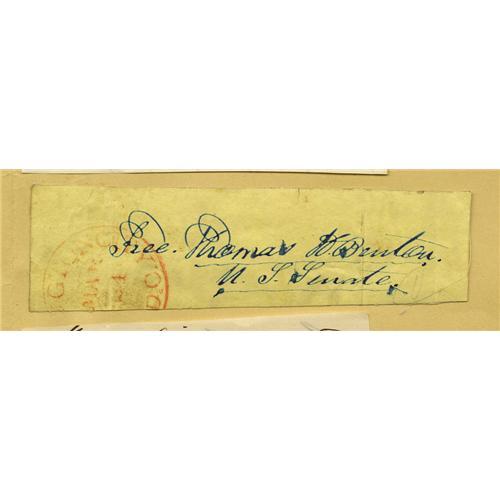 Free. Thomas H Benton.
U. S. Senate.
D.C.